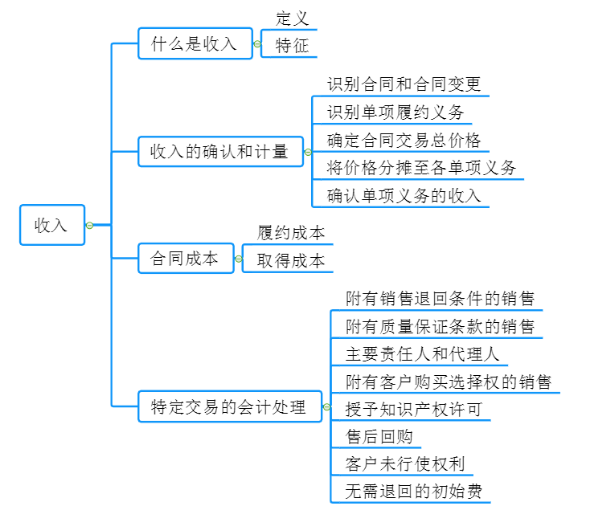 收入
什么是收入
定义
特征
收入的确认和计量
识别合同和合同变更
识别单项履约义务
确定合同交易总价格
将价格分摊至各单项义务
确认单项义务的收入
合同成本
履约成本
取得成本
特定交易的会计处理
附有销售退回条件的销售
附有质量保证条款的销售
主要责任人和代理人
附有客户购买选择权的销售
授予知识产权许可
售后回购
客户未行使权利
无需退回的初始费